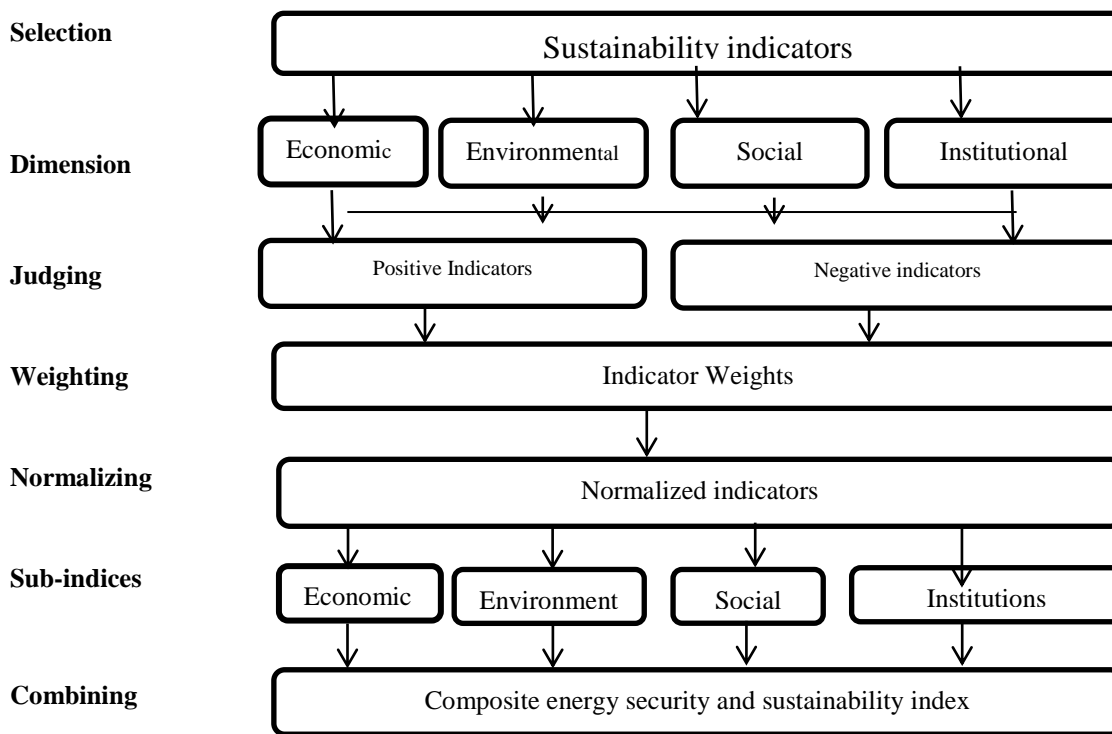 Selection
Sustainability indicators
Economic
Environmental
Social
Institutional
Dimension
Judging
Positive Indicators
Negative indicators
Weighting
Indicator Weights
Normalizing
Normalized indicators
Sub-indices
Economic
Environment
Social
Institutions
Combining
Composite energy security and sustainability index